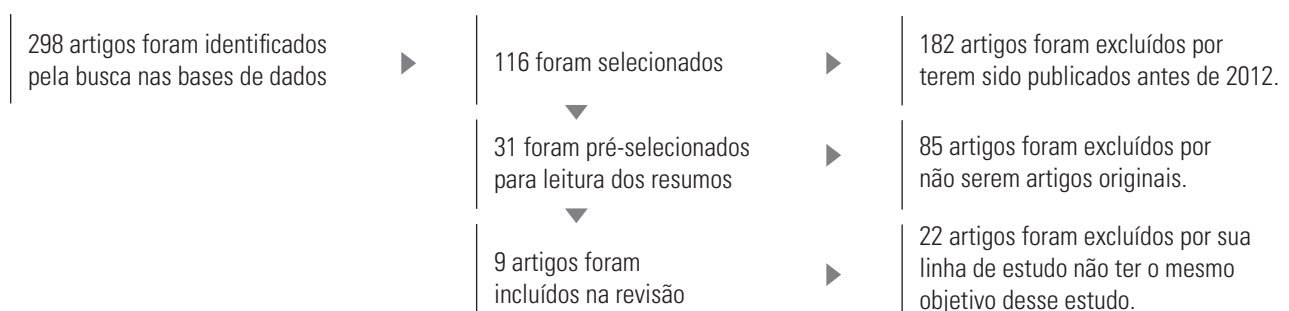 298 artigos foram identificados
pela busca nas bases de dados
116 foram selecionados
182 artigos foram excluídos por
terem sido publicados antes de 2012.
31 foram pré-selecionados
para leitura dos resumos
85 artigos foram excluídos por
não serem artigos originais.
9 artigos foram
incluídos na revisão
22 artigos foram excluídos por sua
linha de estudo não ter o mesmo
objetivo desse estudo.